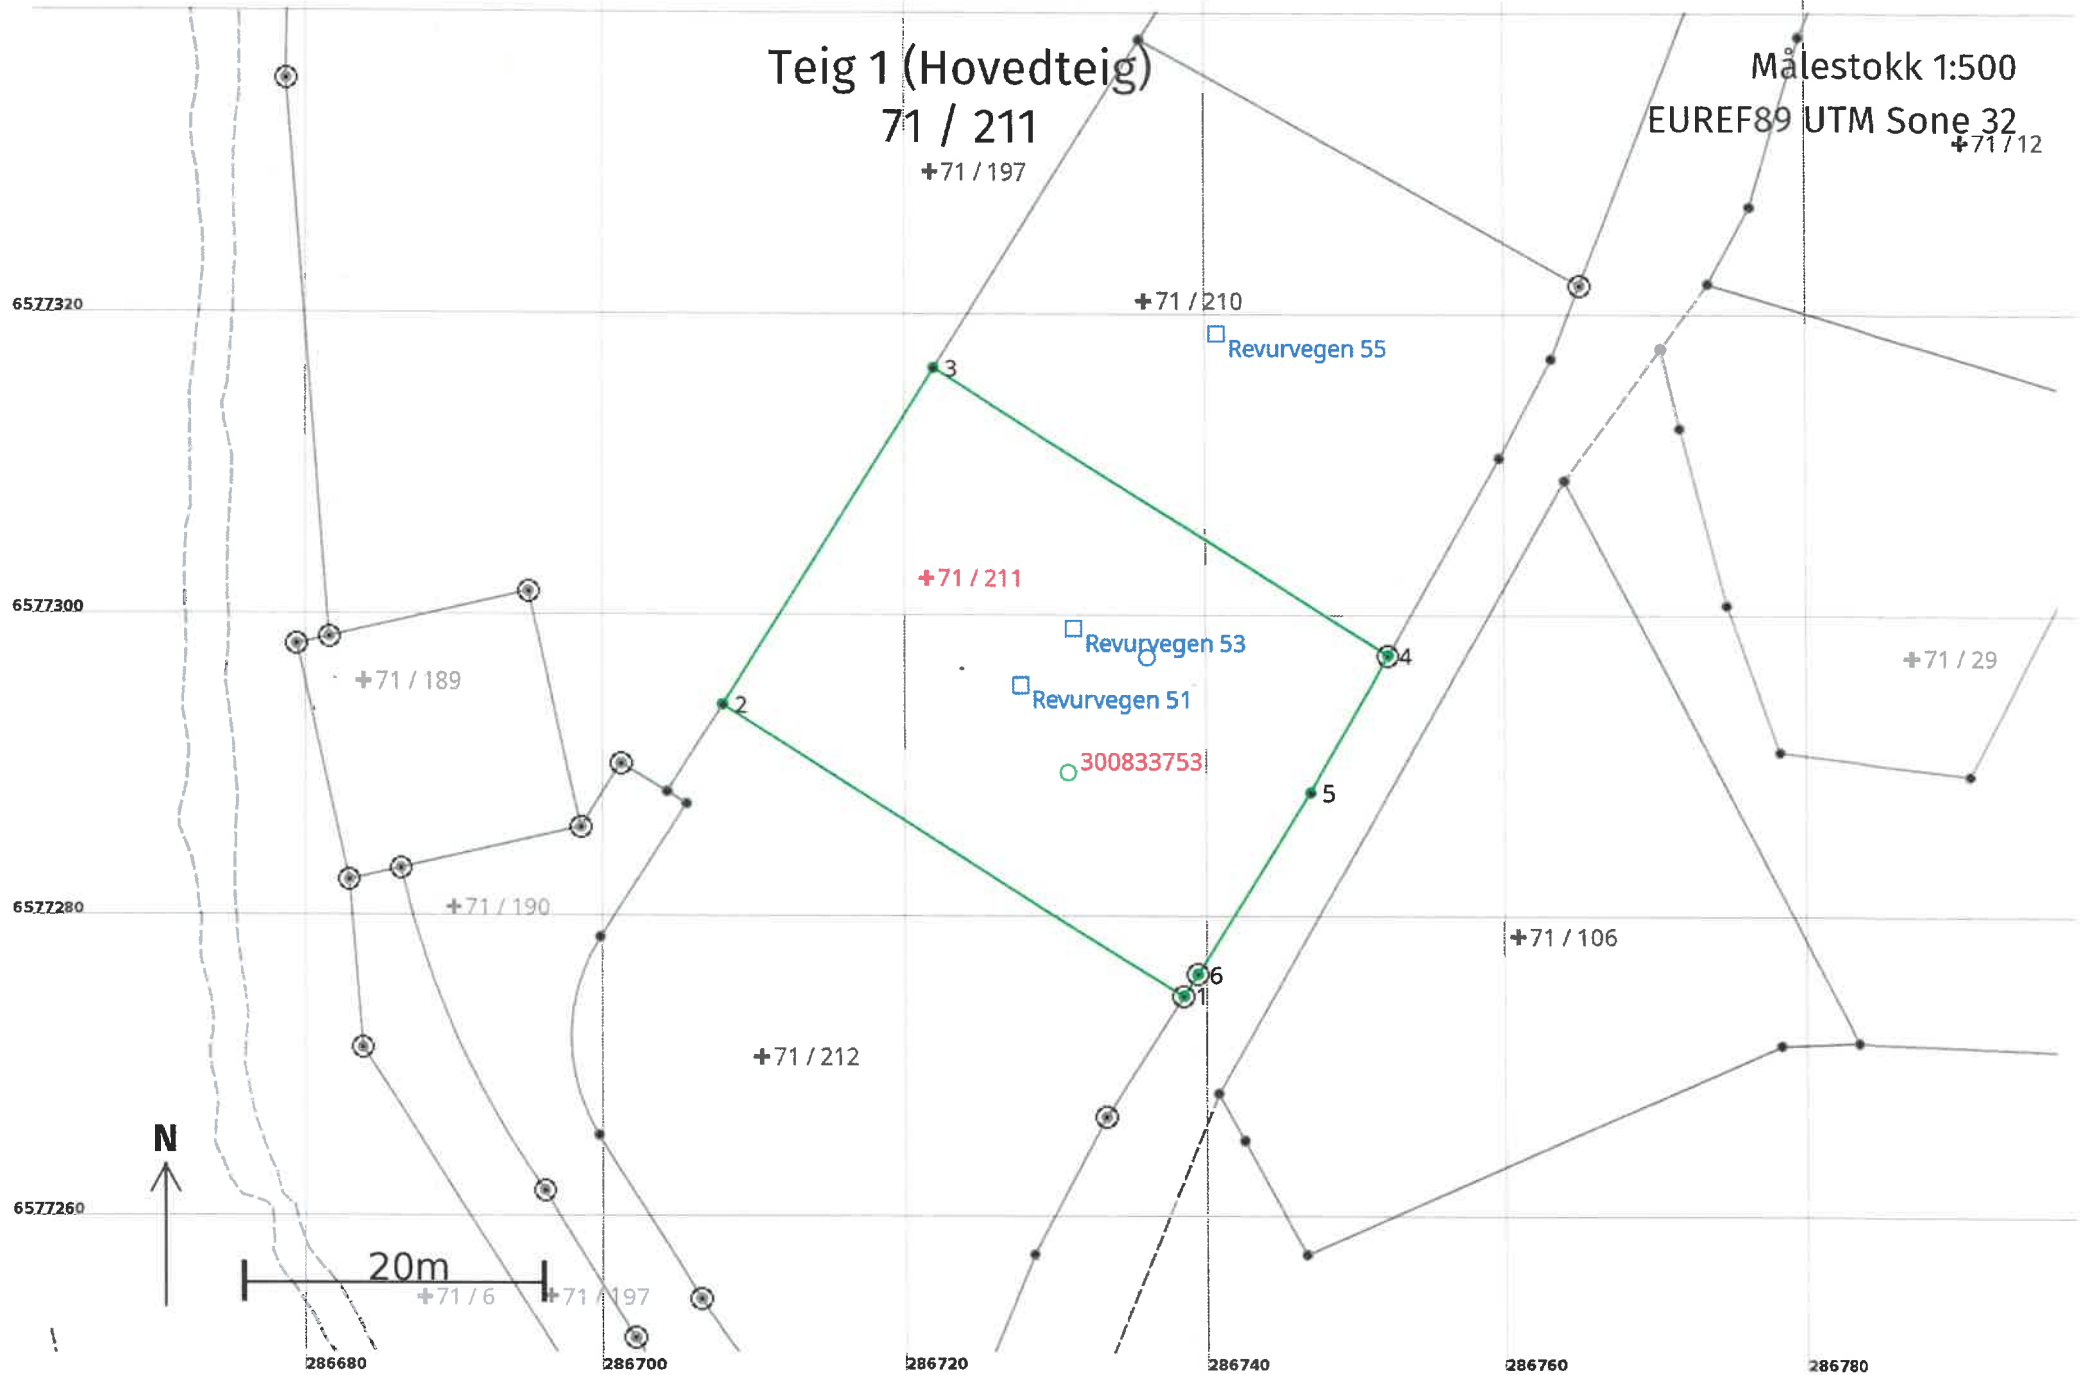 Teig 1 (Hovedteig)
71 / 211
Målestokk 1:500
EUREF89 UTM Sone 32
+71 / 12
+71 / 197
+71 / 210
6577320
Revurvegen 55
3
+71 / 211
6577300
Revurvegen 53
4
+71 / 29
+71 / 189
Revurvegen 51
2
300833753
5
+71 / 190
6577280
+71 / 106
6
1
+71 / 212
N
6577260
20m
+71 / 6
+71 / 197
286680
286700
286720
286740
286760
286780